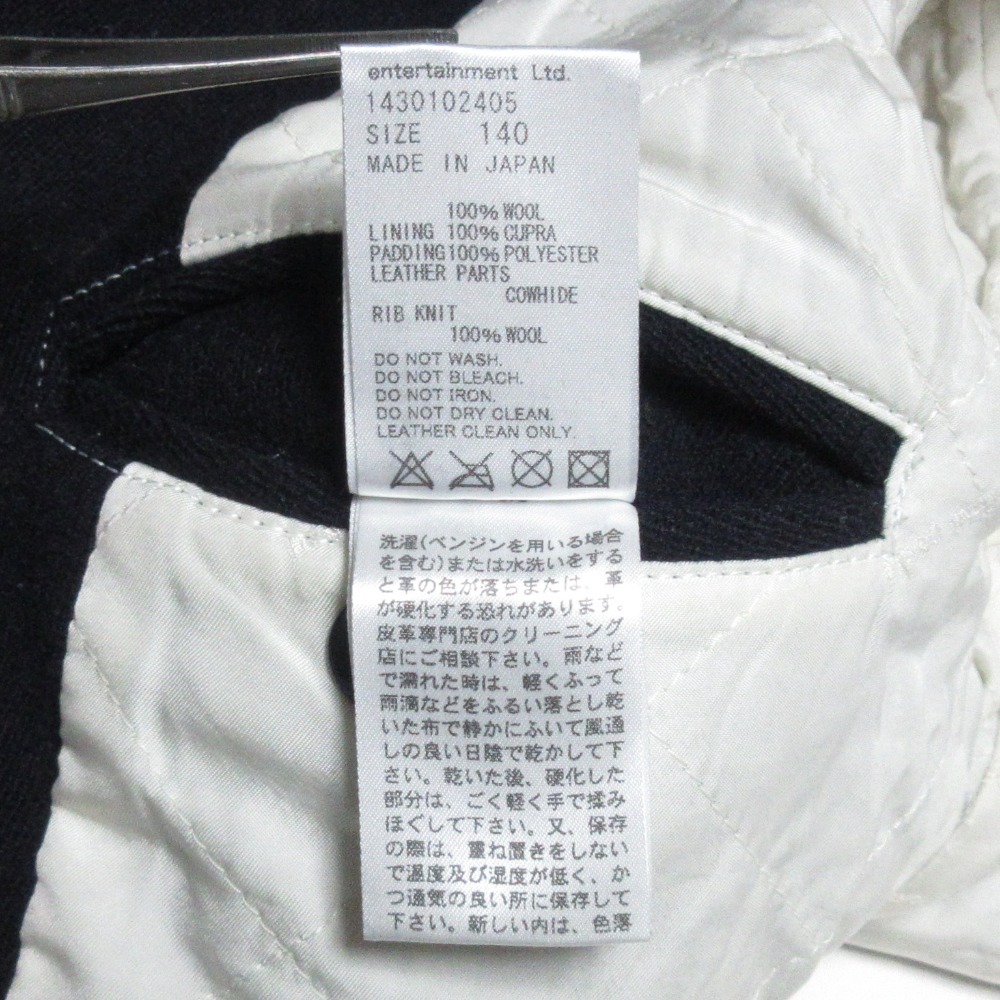 entertainment Ltd.
1430102405
SIZE 140
MADE IN JAPAN
100% WOOL
LINING 100% CUPRA
PADDING100% POLYESTER
LEATHER PARTS
COWHIDE
RIB KNIT
100% WOOL
DO NOT WASH.
DO NOT BLEACH.
DO NOT IRON.
DO NOT DRY CLEAN.
LEATHER CLEAN ONLY.
洗濯(ベンジンを用いる場合
を含む)または水洗いをする
と革の色が落ちまたは、革
が硬化する恐れがあります。
皮革専門店のクリーニング
店にご相談下さい。雨など
で濡れた時は、軽くふって
雨滴などをふるい落とし乾
いた布で静かにふいて風通
しの良い日陰で乾かして下
さい。乾いた後、硬化した
部分は、ごく軽く手で揉み
ほぐして下さい。又、保存
の際は、重ね置きをしない
で温度及び湿度が低く、か
つ通気の良い所に保存して
下さい。新しい内は、色落